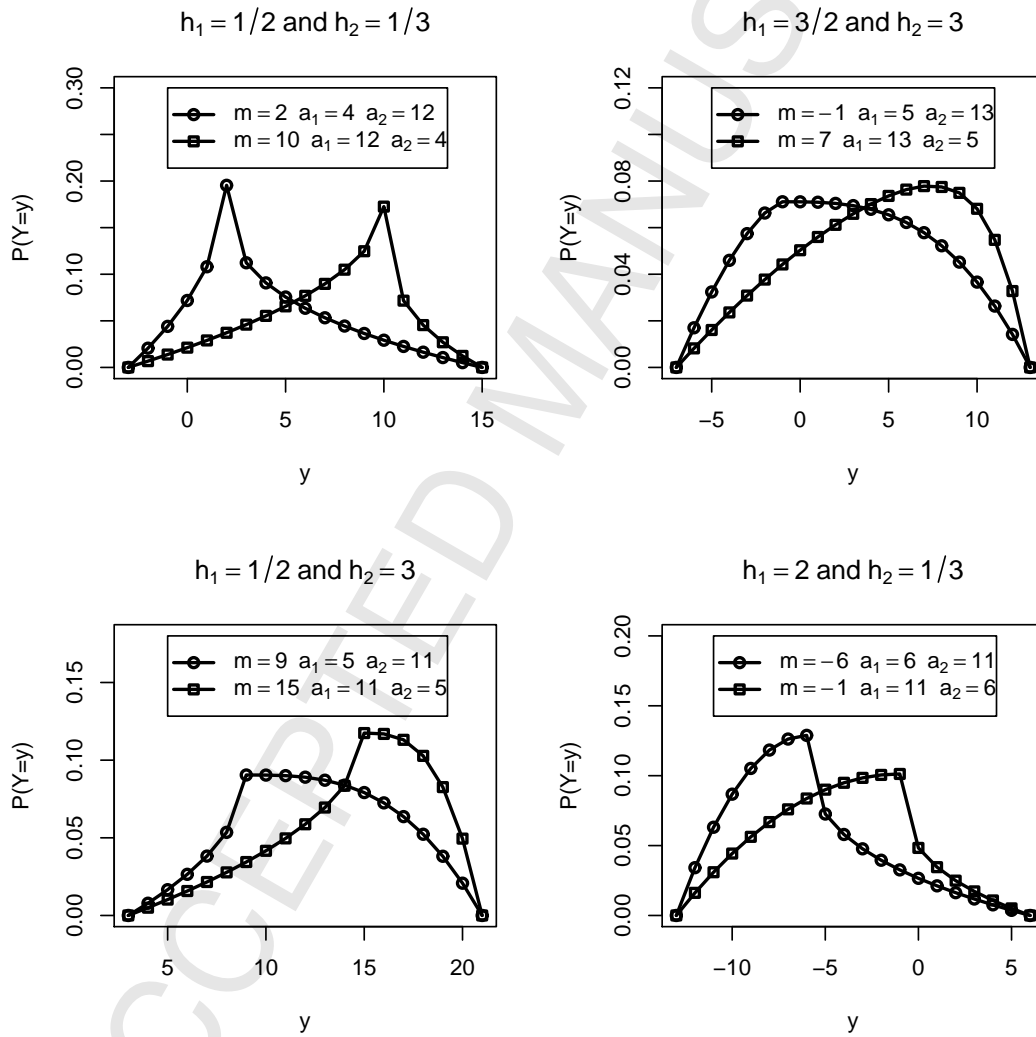 h₁ = 1/2 and h₂ = 1/3
m = 2 a₁ = 4 a₂ = 12
m = 10 a₁ = 12 a₂ = 4
0.30
0.20
0.10
0.00
P(Y=y)
0 5 10 15
y
h₁ = 3/2 and h₂ = 3
m = −1 a₁ = 5 a₂ = 13
m = 7 a₁ = 13 a₂ = 5
0.12
0.08
0.04
0.00
P(Y=y)
−5 0 5 10
y
h₁ = 1/2 and h₂ = 3
m = 9 a₁ = 5 a₂ = 11
m = 15 a₁ = 11 a₂ = 5
0.15
0.10
0.05
0.00
P(Y=y)
5 10 15 20
y
h₁ = 2 and h₂ = 1/3
m = −6 a₁ = 6 a₂ = 11
m = −1 a₁ = 11 a₂ = 6
0.20
0.15
0.10
0.05
0.00
P(Y=y)
−10 −5 0 5
y
CCEPTED MANUS